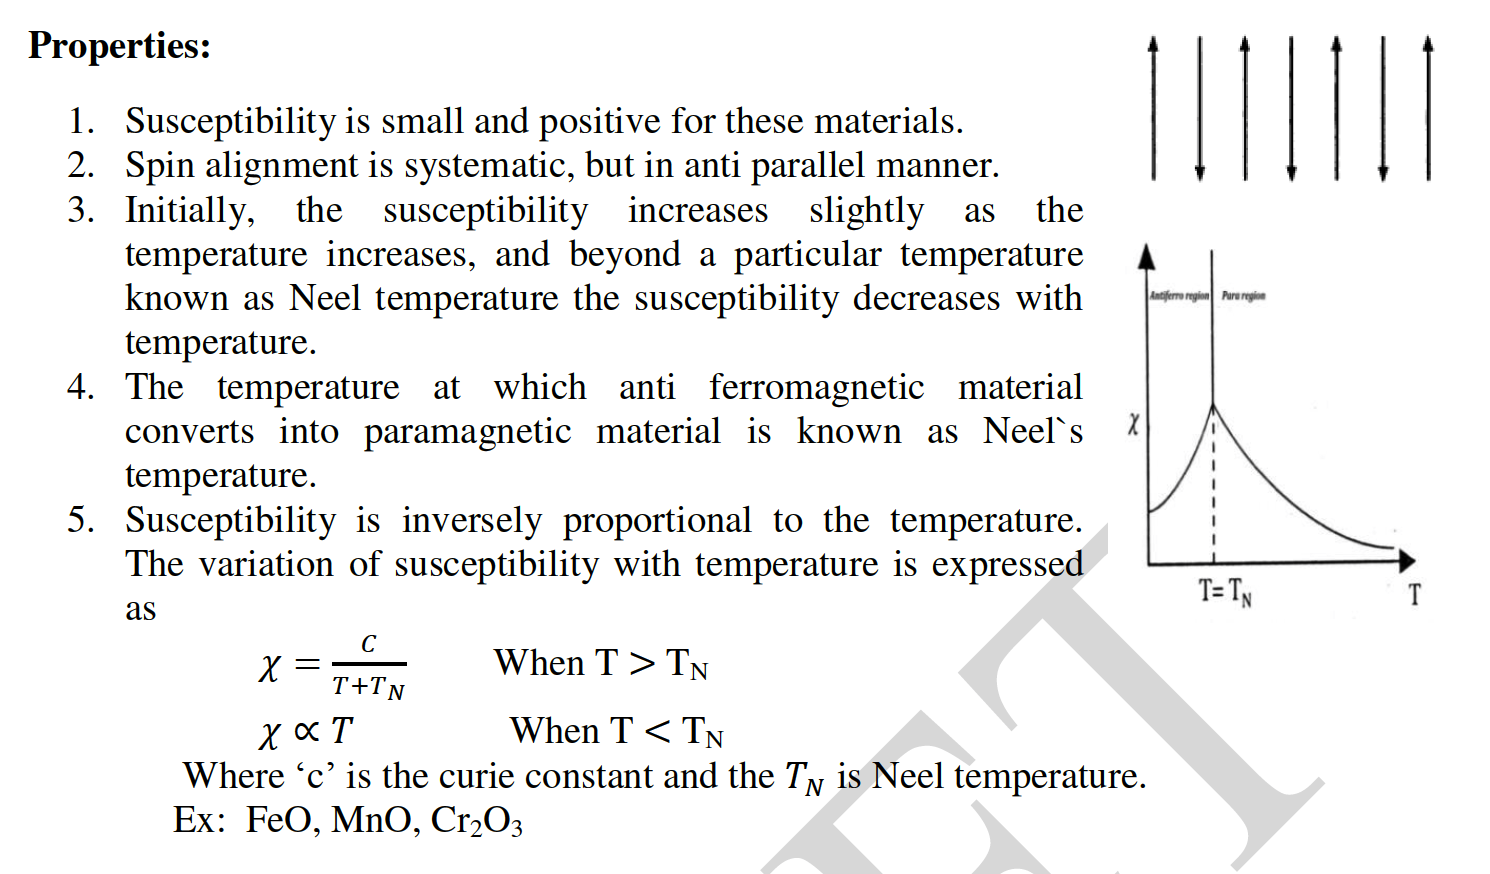 Properties:
1. Susceptibility is small and positive for these materials.
2. Spin alignment is systematic, but in anti parallel manner.
3. Initially, the susceptibility increases slightly as the
temperature increases, and beyond a particular temperature
known as Neel temperature the susceptibility decreases with
temperature.
4. The temperature at which anti ferromagnetic material
converts into paramagnetic material is known as Neel`s
temperature.
5. Susceptibility is inversely proportional to the temperature.
The variation of susceptibility with temperature is expressed
as
χ = C / T+T_N When T > T_N
χ ∝ T When T < T_N
Where ‘c’ is the curie constant and the T_N is Neel temperature.
Ex: FeO, MnO, Cr₂O₃
Antiferro region Para region
χ
T= T_N T